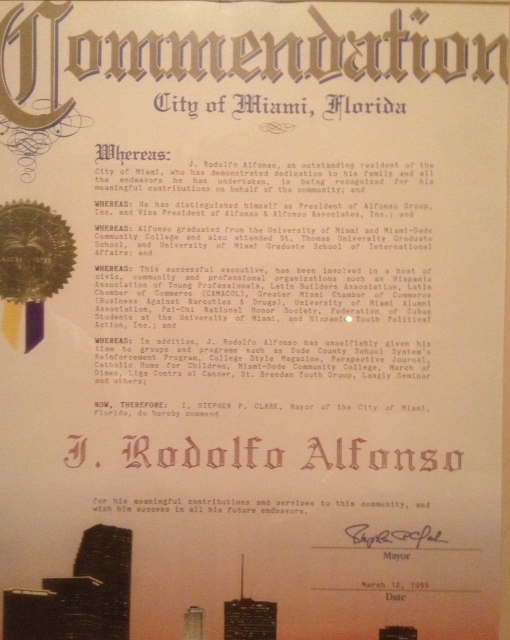 Commendation
City of Miami, Florida
Whereas: J. Rodolfo Alfonso, an outstanding resident of the
City of Miami, who has demonstrated dedication to his family and all
the endeavors he has undertaken, is being recognized for his
meaningful contributions on behalf of the community; and
WHEREAS: He has distinguished himself as President of Alfonso Group,
Inc. and Vice President of Alfonso & Alfonso Associates, Inc.; and
WHEREAS: Alfonso graduated from the University of Miami and Miami-Dade
Community College and also attended St. Thomas University Graduate
School, and University of Miami Graduate School of International
Affairs; and
WHEREAS: This successful executive, has been involved in a host of
civic, community and professional organizations such as Hispanic
Association of Young Professionals, Latin Builders Association, Latin
Chamber of Commerce (CAMACOL), Greater Miami Chamber of Commerce
(Business Against Narcotics & Drugs), University of Miami Alumni
Association, Psi-Chi National Honor Society, Federation of Cuban
Students at the University of Miami, and Hispanic Youth Political
Action, Inc.; and
WHEREAS: In addition, J. Rodolfo Alfonso has unselfishly given his
time to groups and programs such as Dade County School System's
Reinforcement Program, College Style Magazine, Perspective Journal,
Catholic Home for Children, Miami-Dade Community College, March of
Dimes, Liga Contra el Cancer, St. Brendan Youth Group, Langly Seminar
and others;
NOW, THEREFORE: I, STEPHEN P. CLARK, Mayor of the City of Miami,
Florida, do hereby commend
J. Rodolfo Alfonso
for his meaningful contributions and services to this community, and
wish him success in all his future endeavors.
Stephen P. Clark
Mayor
March 12, 1994
Date